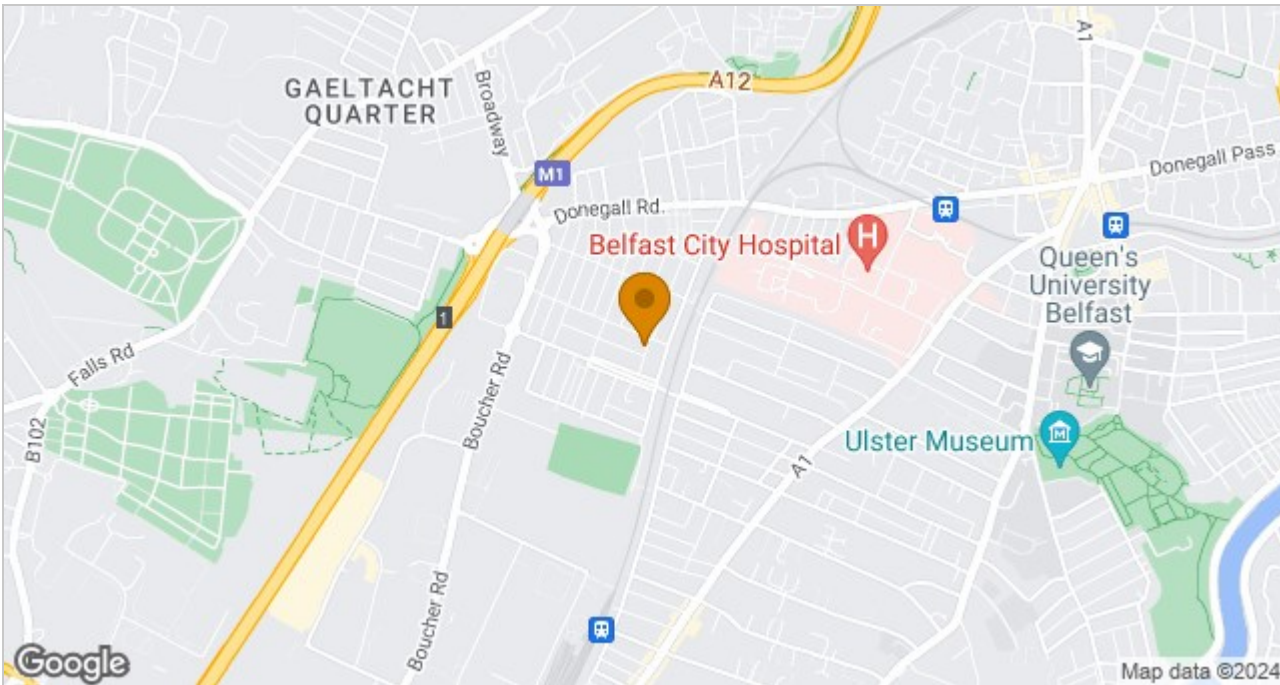 GAELTACHT
QUARTER
Broadway
A12
A1
M1
Donegall Pass
Donegall Rd.
Belfast City Hospital
H
Queen's
University
Belfast
1
Falls Rd
Boucher Rd
B102
Ulster Museum
M
A1
Boucher Rd
Google
Map data ©2024